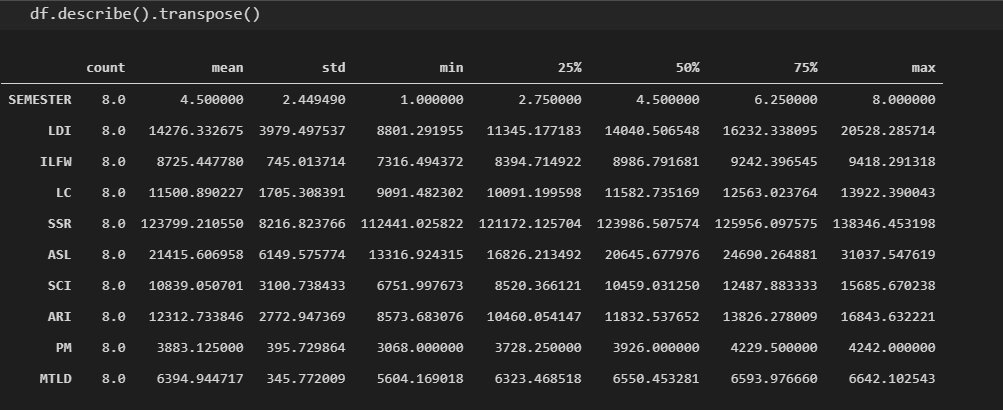 df.describe().transpose()
count mean std min 25% 50% 75% max
SEMESTER 8.0 4.500000 2.449490 1.000000 2.750000 4.500000 6.250000 8.000000
LDI 8.0 14276.332675 3979.497537 8801.291955 11345.177183 14040.506548 16232.338095 20528.285714
ILFW 8.0 8725.447780 745.013714 7316.494372 8394.714922 8986.791681 9242.396545 9418.291318
LC 8.0 11500.890227 1705.308391 9091.482302 10091.199598 11582.735169 12563.023764 13922.390043
SSR 8.0 123799.210550 8216.823766 112441.025822 121172.125704 123986.507574 125956.097575 138346.453198
ASL 8.0 21415.606958 6149.575774 13316.924315 16826.213492 20645.677976 24690.264881 31037.547619
SCI 8.0 10839.050701 3100.738433 6751.997673 8520.366121 10459.031250 12487.883333 15685.670238
ARI 8.0 12312.733846 2772.947369 8573.683076 10460.054147 11832.537652 13826.278009 16843.632221
PM 8.0 3883.125000 395.729864 3068.000000 3728.250000 3926.000000 4229.500000 4242.000000
MTLD 8.0 6394.944717 345.772009 5604.169018 6323.468518 6550.453281 6593.976660 6642.102543